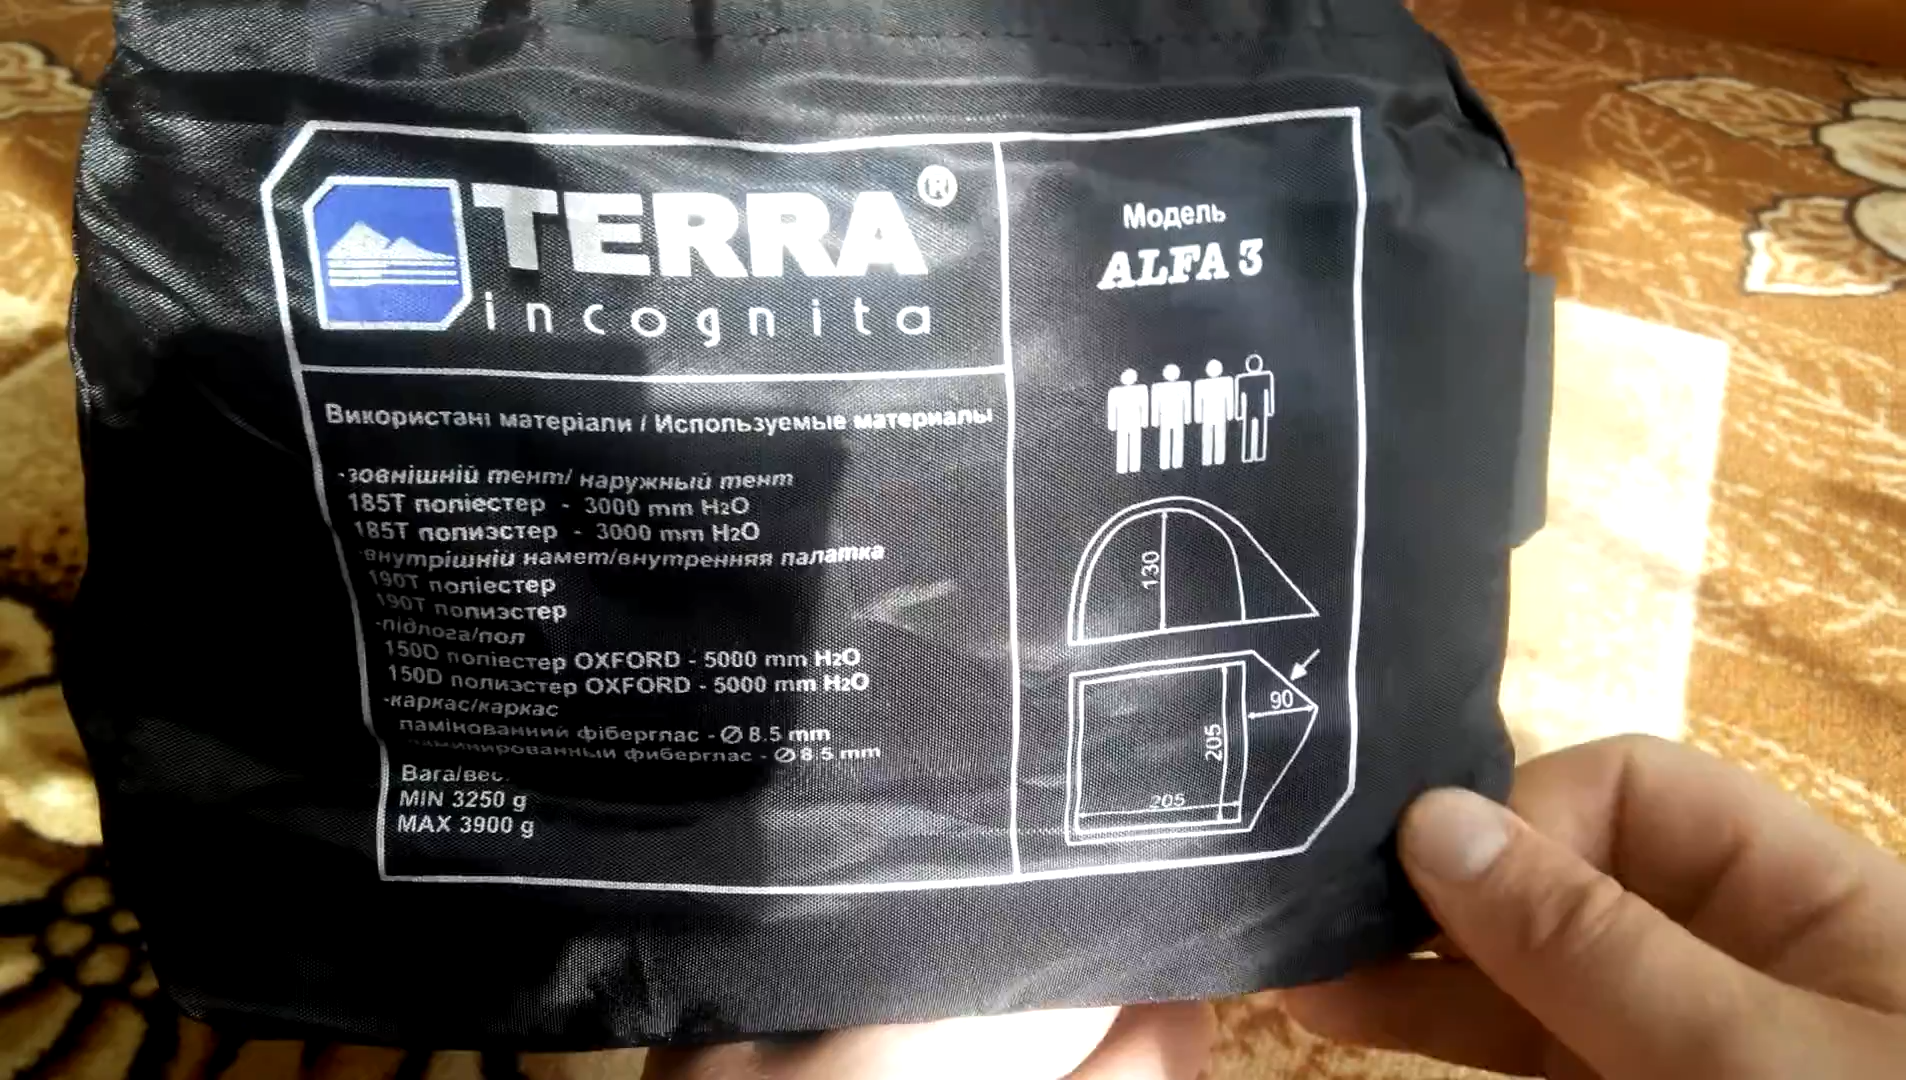 TERRA®
incognita
Використані матеріали / Используемые материалы
-зовнішній тент/ наружный тент
185Т поліестер - 3000 mm H₂O
185Т полиэстер - 3000 mm H₂O
-внутрішній намет/внутренняя палатка
190Т поліестер
190Т полиэстер
-підлога/пол
150D поліестер OXFORD - 5000 mm H₂O
150D полиэстер OXFORD - 5000 mm H₂O
-каркас/каркас
ламінований фіберглас - Ø 8.5 mm
ламинированный фиберглас - Ø 8.5 mm
Вага/вес:
MIN 3250 g
MAX 3900 g
Модель
ALFA 3
130
90
205
205